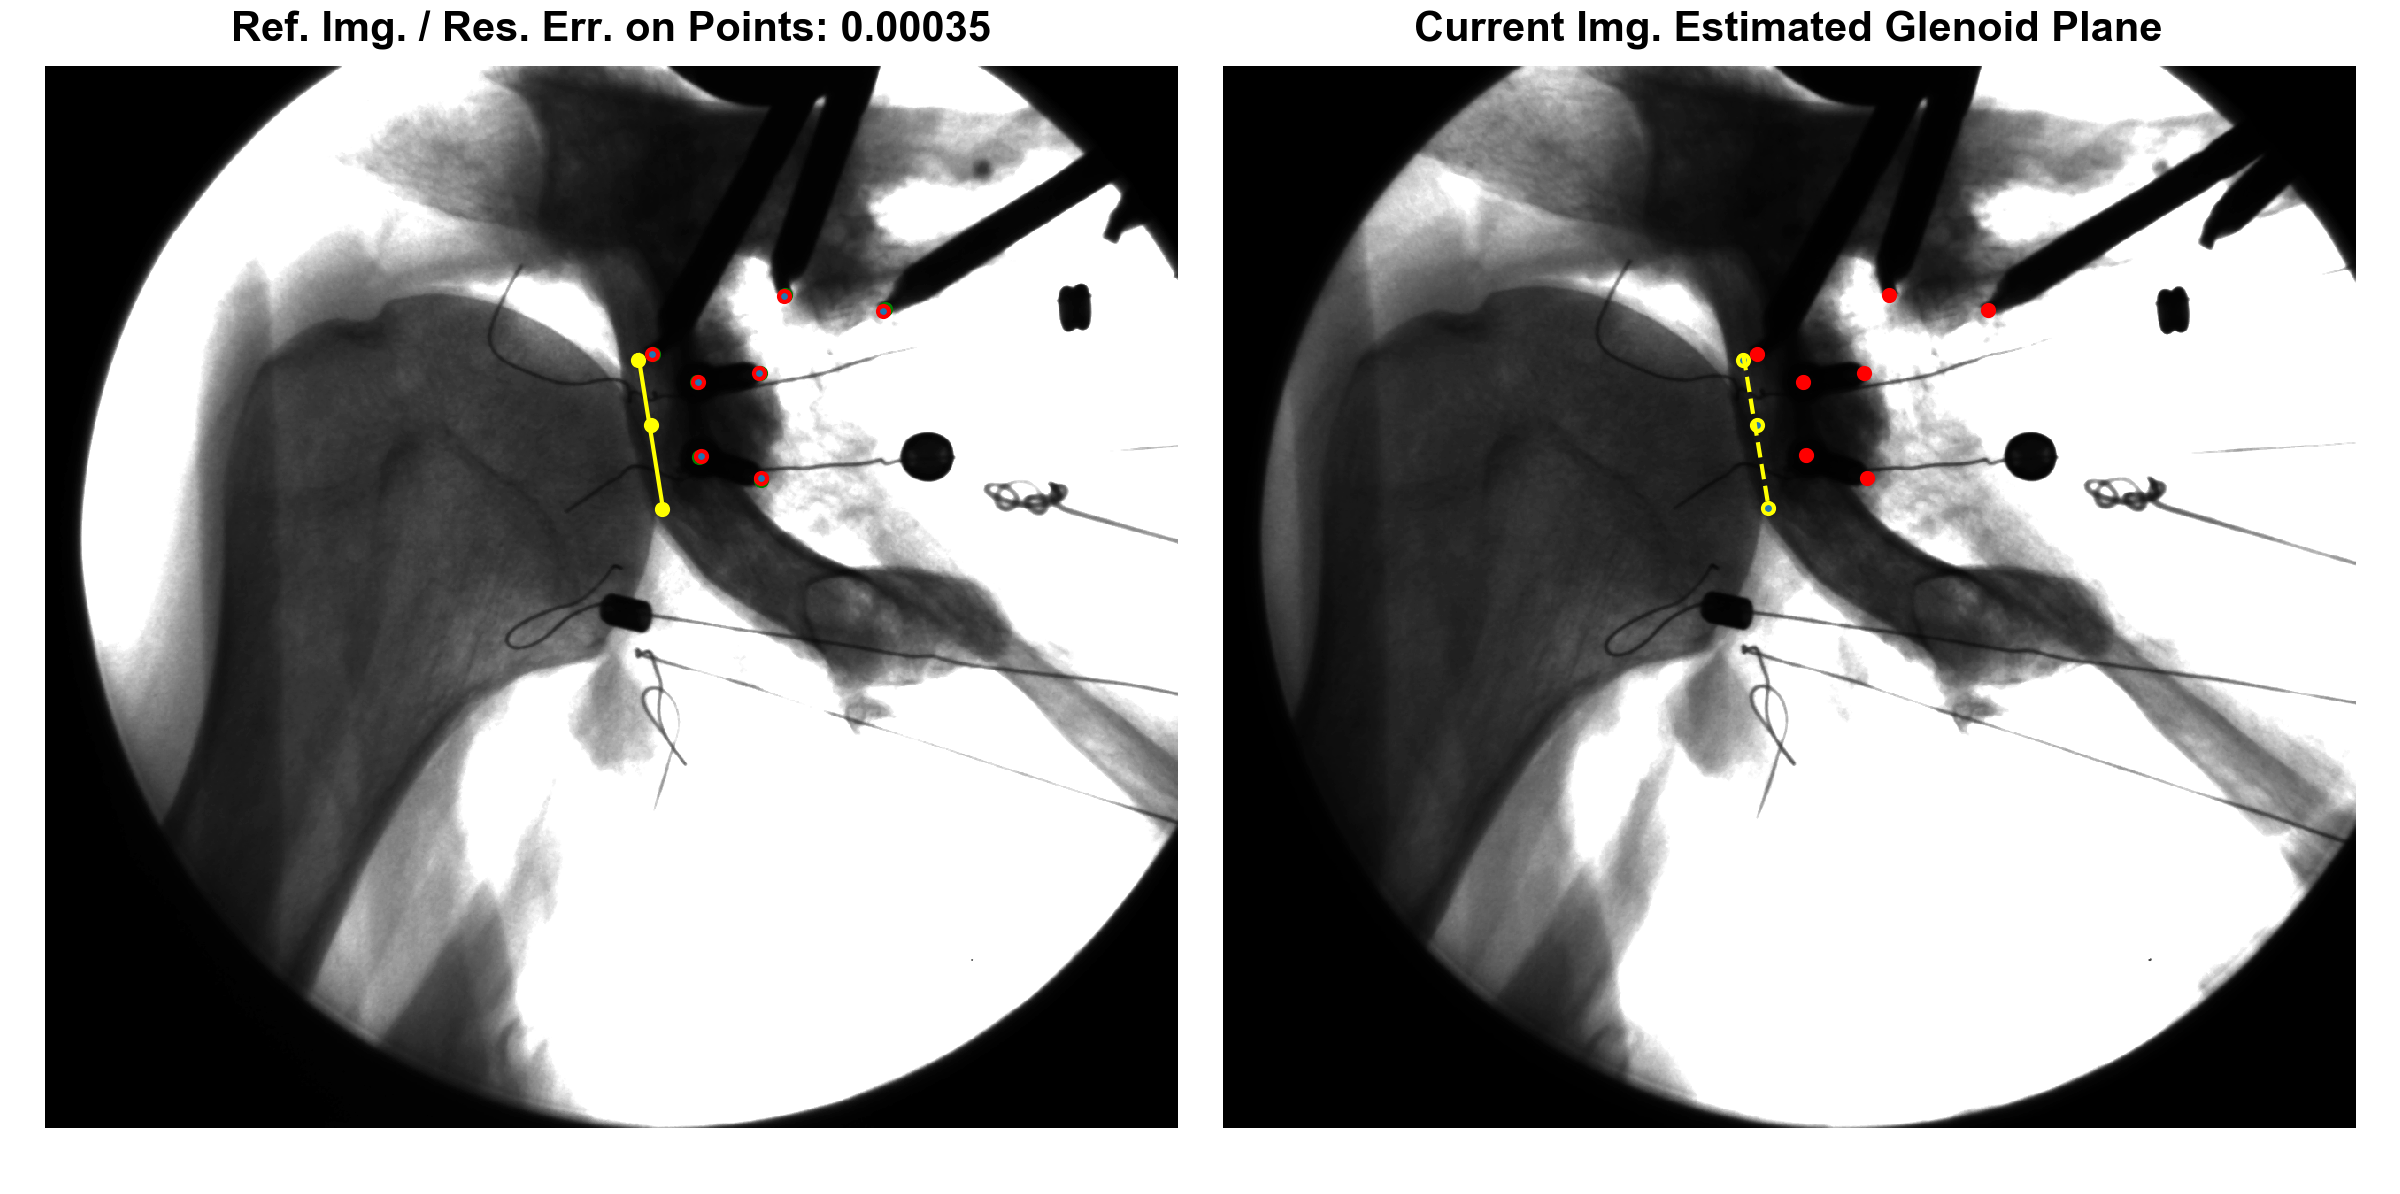 Ref. Img. / Res. Err. on Points: 0.00035
Current Img. Estimated Glenoid Plane